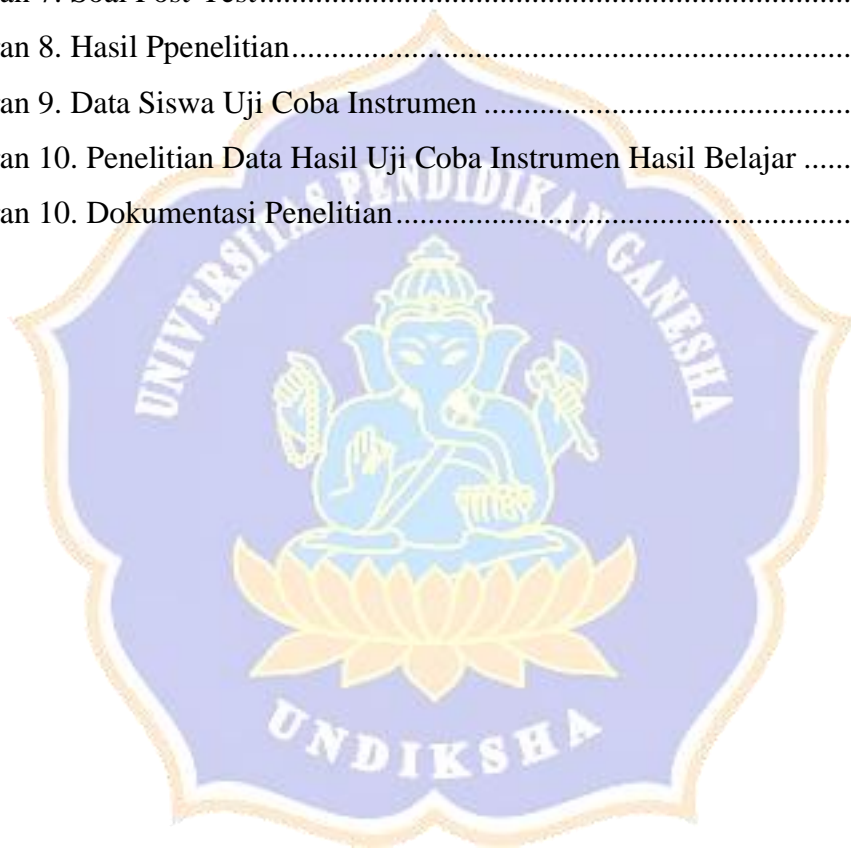 an 7. Soal Post-Test
an 8. Hasil Ppenelitian
an 9. Data Siswa Uji Coba Instrumen
an 10. Penelitian Data Hasil Uji Coba Instrumen Hasil Belajar
an 10. Dokumentasi Penelitian
UNIVERSITAS PENDIDIKAN GANESHA
UNDIKSHA